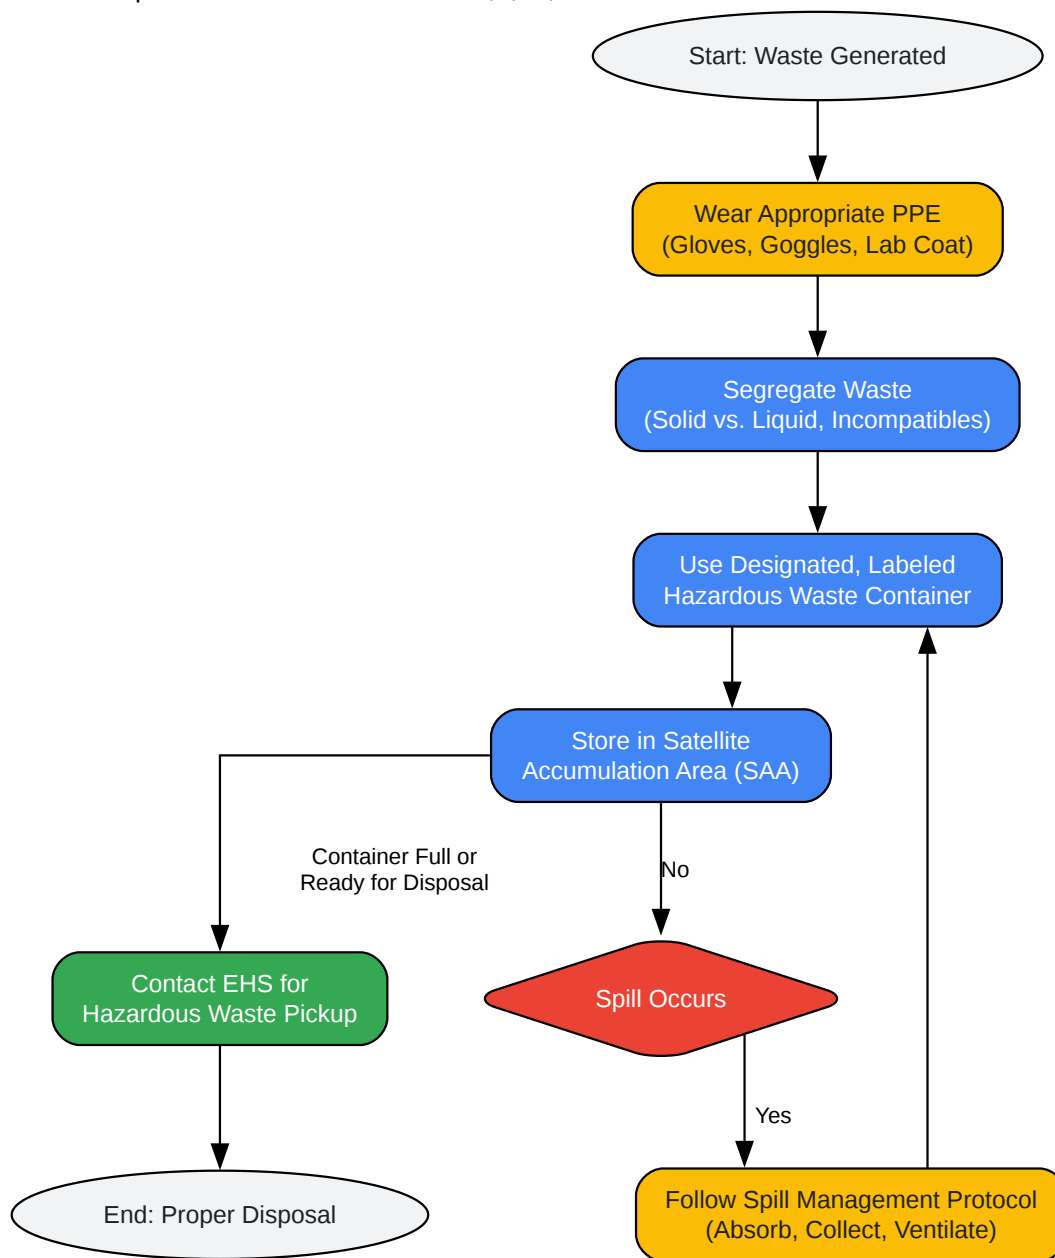 Start: Waste Generated
Wear Appropriate PPE
(Gloves, Goggles, Lab Coat)
Segregate Waste
(Solid vs. Liquid, Incompatibles)
Use Designated, Labeled
Hazardous Waste Container
Store in Satellite
Accumulation Area (SAA)
Container Full or
Ready for Disposal
No
Contact EHS for
Hazardous Waste Pickup
Spill Occurs
Yes
End: Proper Disposal
Follow Spill Management Protocol
(Absorb, Collect, Ventilate)